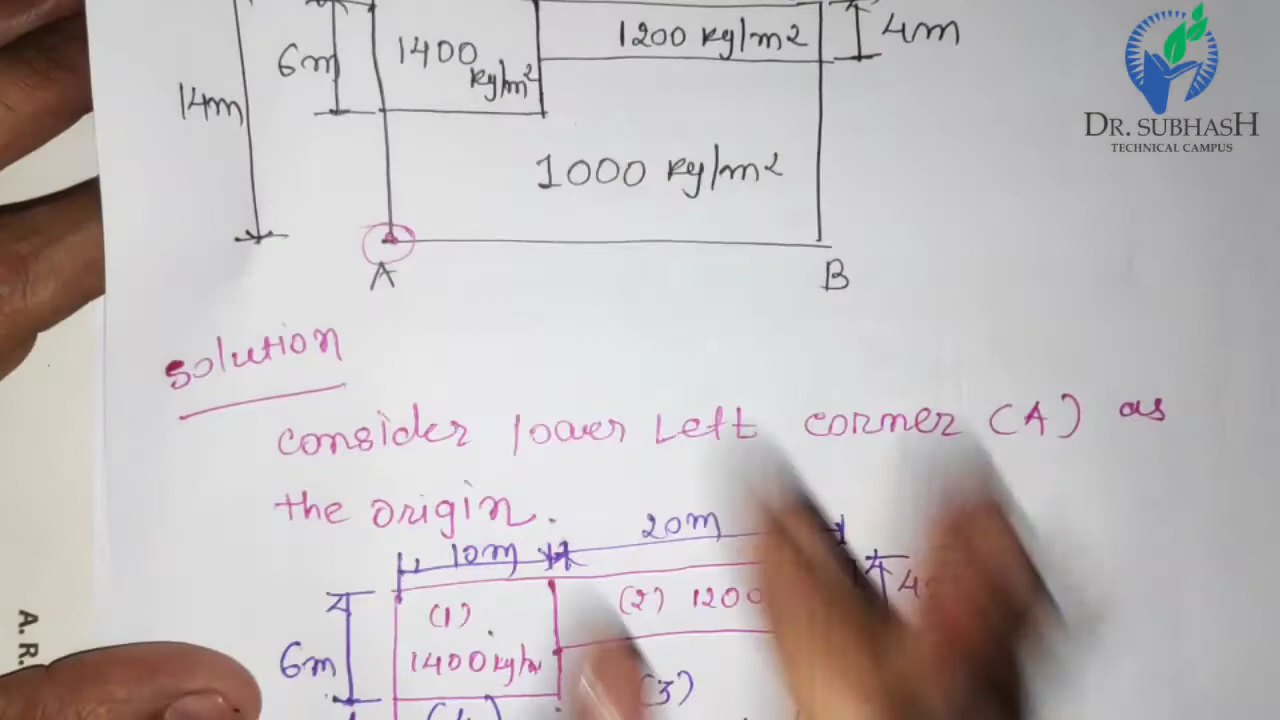 1400 kg/m²
1200 kg/m²
4m
6m
14m
1000 kg/m²
A
B
DR. SUBHASH
TECHNICAL CAMPUS
Solution
consider lower Left corner (A) as
the origin.
10m
20m
(1)
1400 kg/m
(2) 1200
6m
(3)
A. R.